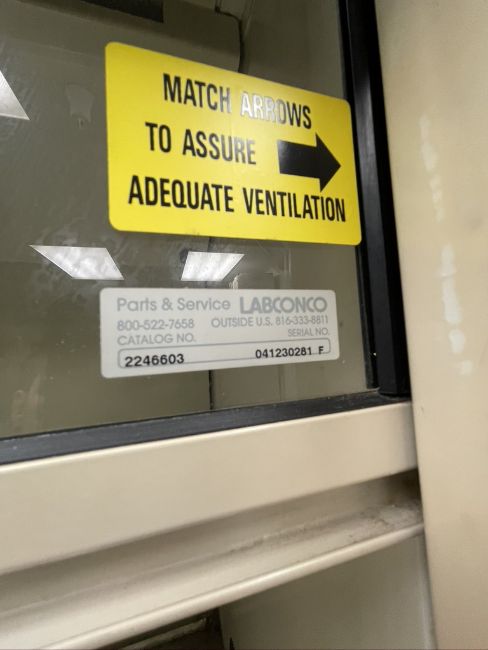 MATCH ARROWS
TO ASSURE
ADEQUATE VENTILATION
Parts & Service LABCONCO
800-522-7658 OUTSIDE U.S. 816-333-8811
CATALOG NO. SERIAL NO.
2246603 041230281 F